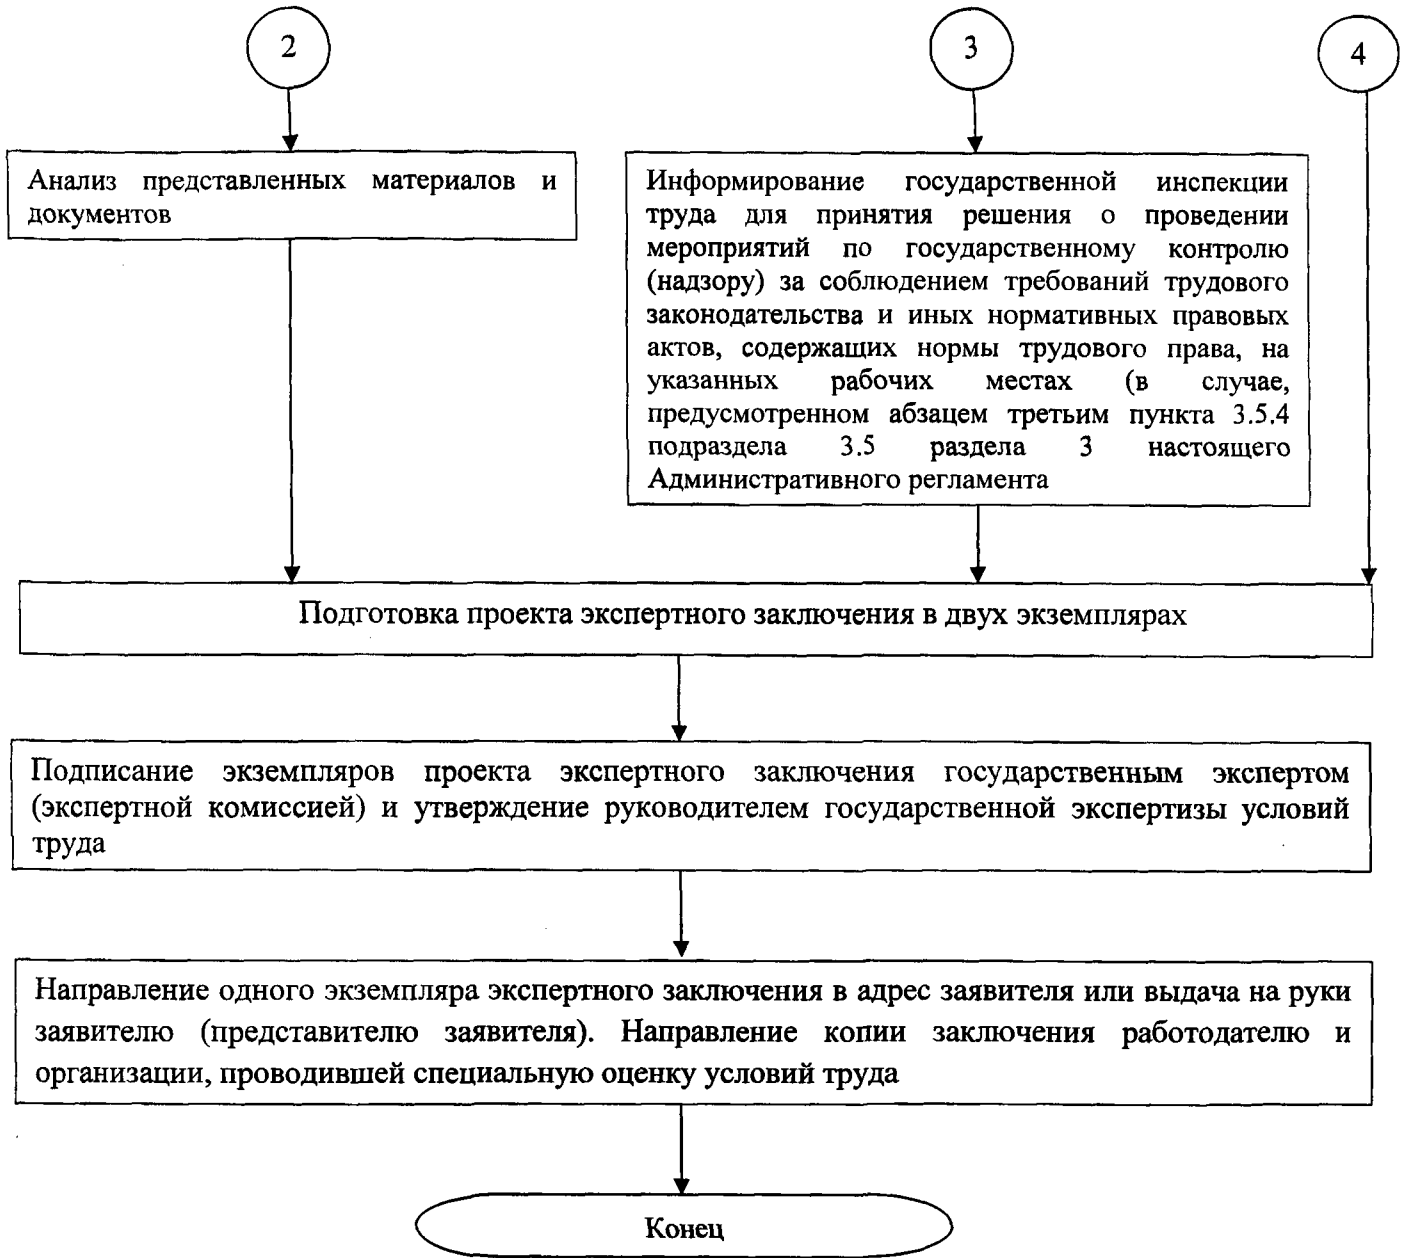 2
3
4
Анализ представленных материалов и
документов
Информирование государственной инспекции
труда для принятия решения о проведении
мероприятий по государственному контролю
(надзору) за соблюдением требований трудового
законодательства и иных нормативных правовых
актов, содержащих нормы трудового права, на
указанных рабочих местах (в случае,
предусмотренном абзацем третьим пункта 3.5.4
подраздела 3.5 раздела 3 настоящего
Административного регламента
Подготовка проекта экспертного заключения в двух экземплярах
Подписание экземпляров проекта экспертного заключения государственным экспертом
(экспертной комиссией) и утверждение руководителем государственной экспертизы условий
труда
Направление одного экземпляра экспертного заключения в адрес заявителя или выдача на руки
заявителю (представителю заявителя). Направление копии заключения работодателю и
организации, проводившей специальную оценку условий труда
Конец